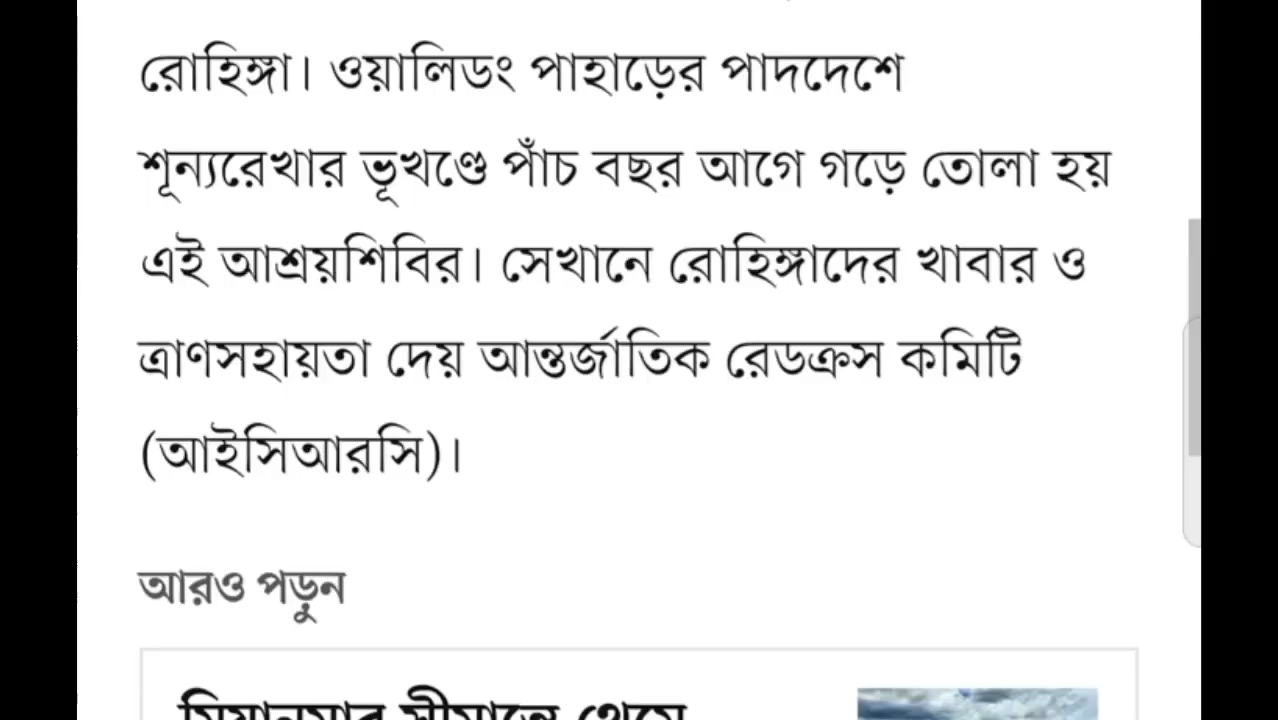 রোহিঙ্গা। ওয়ালিডং পাহাড়ের পাদদেশে
শূন্যরেখার ভূখণ্ডে পাঁচ বছর আগে গড়ে তোলা হয়
এই আশ্রয়শিবির। সেখানে রোহিঙ্গাদের খাবার ও
ত্রাণসহায়তা দেয় আন্তর্জাতিক রেডক্রস কমিটি
(আইসিআরসি)।
আরও পড়ুন
মিয়ানমার সীমান্তে থেমে